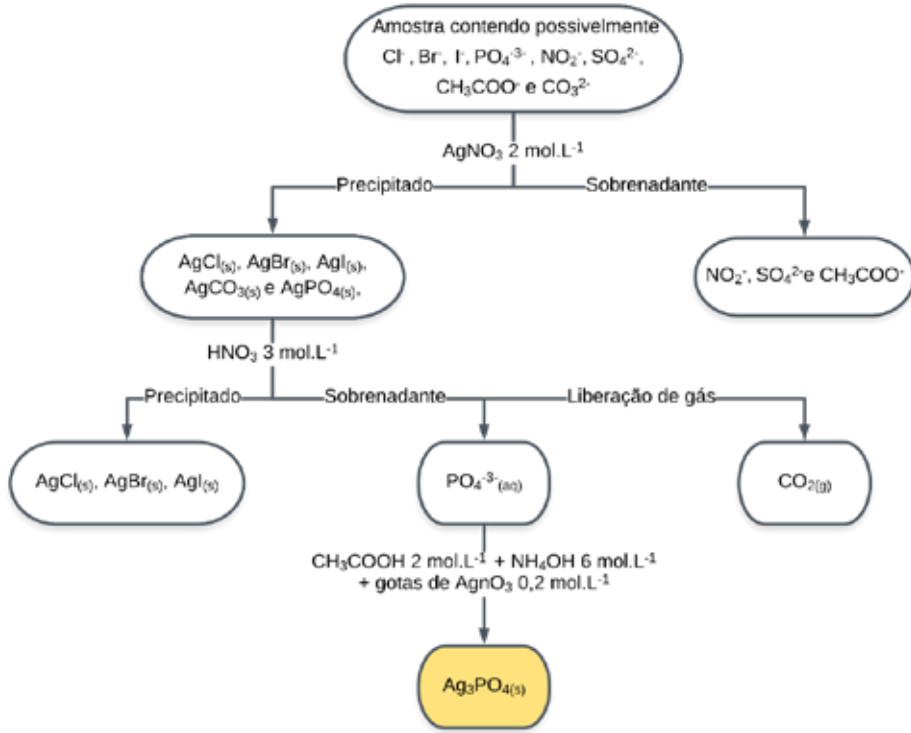 Amostra contendo possivelmente
Cl⁻, Br⁻, I⁻, PO₄⁻³⁻, NO₂⁻, SO₄²⁻,
CH₃COO⁻ e CO₃²⁻
AgNO₃ 2 mol.L⁻¹
Precipitado
Sobrenadante
AgCl₍s₎, AgBr₍s₎, AgI₍s₎,
AgCO₃₍s₎ e AgPO₄₍s₎,
NO₂⁻, SO₄²⁻e CH₃COO⁻
HNO₃ 3 mol.L⁻¹
Precipitado
Sobrenadante
Liberação de gás
AgCl₍s₎, AgBr₍s₎, AgI₍s₎
PO₄⁻³⁻(aq)
CO₂(g)
CH₃COOH 2 mol.L⁻¹ + NH₄OH 6 mol.L⁻¹
+ gotas de AgnO₃ 0,2 mol.L⁻¹
Ag₃PO₄₍s₎